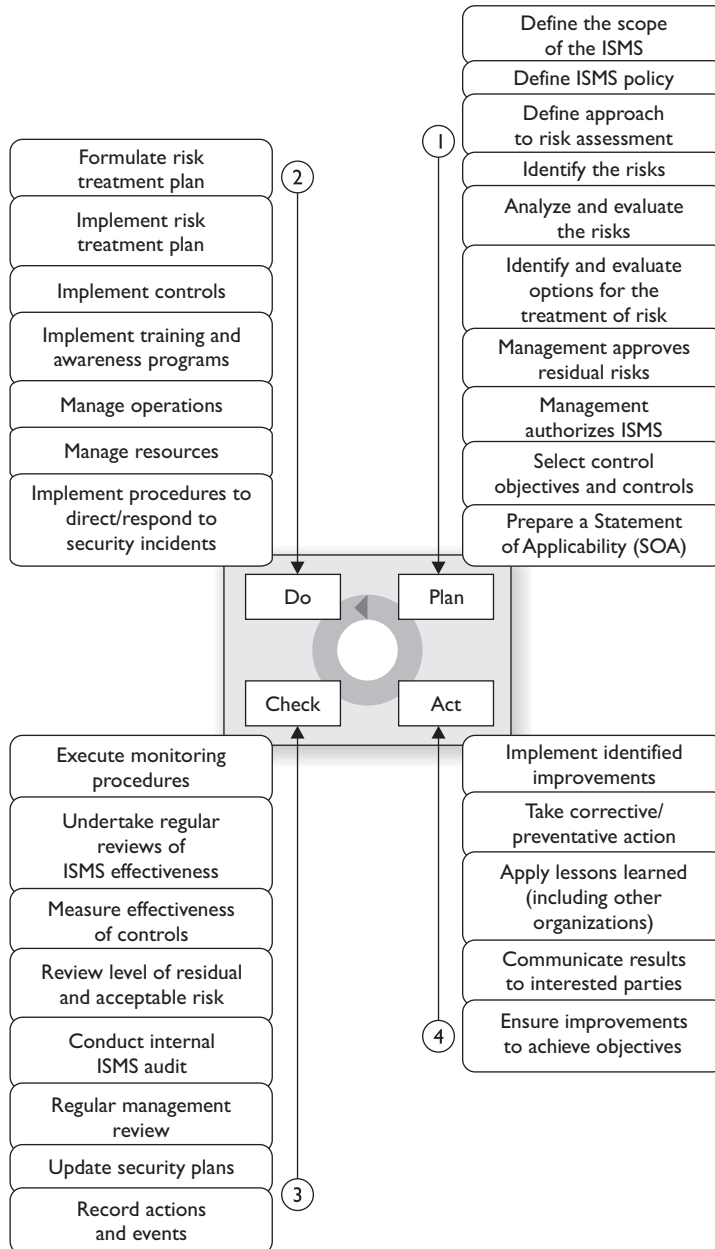 Define the scope
of the ISMS
Define ISMS policy
Define approach
to risk assessment
Identify the risks
Analyze and evaluate
the risks
Identify and evaluate
options for the
treatment of risk
Management approves
residual risks
Management
authorizes ISMS
Select control
objectives and controls
Prepare a Statement
of Applicability (SOA)
1
Formulate risk
treatment plan
Implement risk
treatment plan
Implement controls
Implement training and
awareness programs
Manage operations
Manage resources
Implement procedures to
direct/respond to
security incidents
2
Do
Plan
Check
Act
Execute monitoring
procedures
Undertake regular
reviews of
ISMS effectiveness
Measure effectiveness
of controls
Review level of residual
and acceptable risk
Conduct internal
ISMS audit
Regular management
review
Update security plans
Record actions
and events
3
Implement identified
improvements
Take corrective/
preventative action
Apply lessons learned
(including other
organizations)
Communicate results
to interested parties
Ensure improvements
to achieve objectives
4